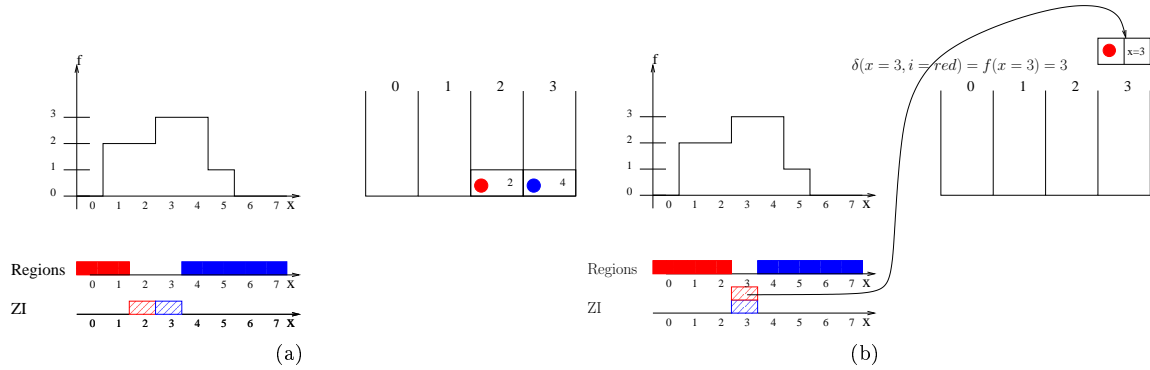 f
3
2
1
0
0 1 2 3 4 5 6 7 X
0 1 2 3
2 4
Regions
0 1 2 3 4 5 6 7 X
ZI
0 1 2 3 4 5 6 7 X
(a)
f
3
2
1
0
0 1 2 3 4 5 6 7 X
x=3
δ(x = 3, i = red) = f(x = 3) = 3
0 1 2 3
Regions
0 1 2 3 4 5 6 7 X
ZI
0 1 2 3 4 5 6 7 X
(b)